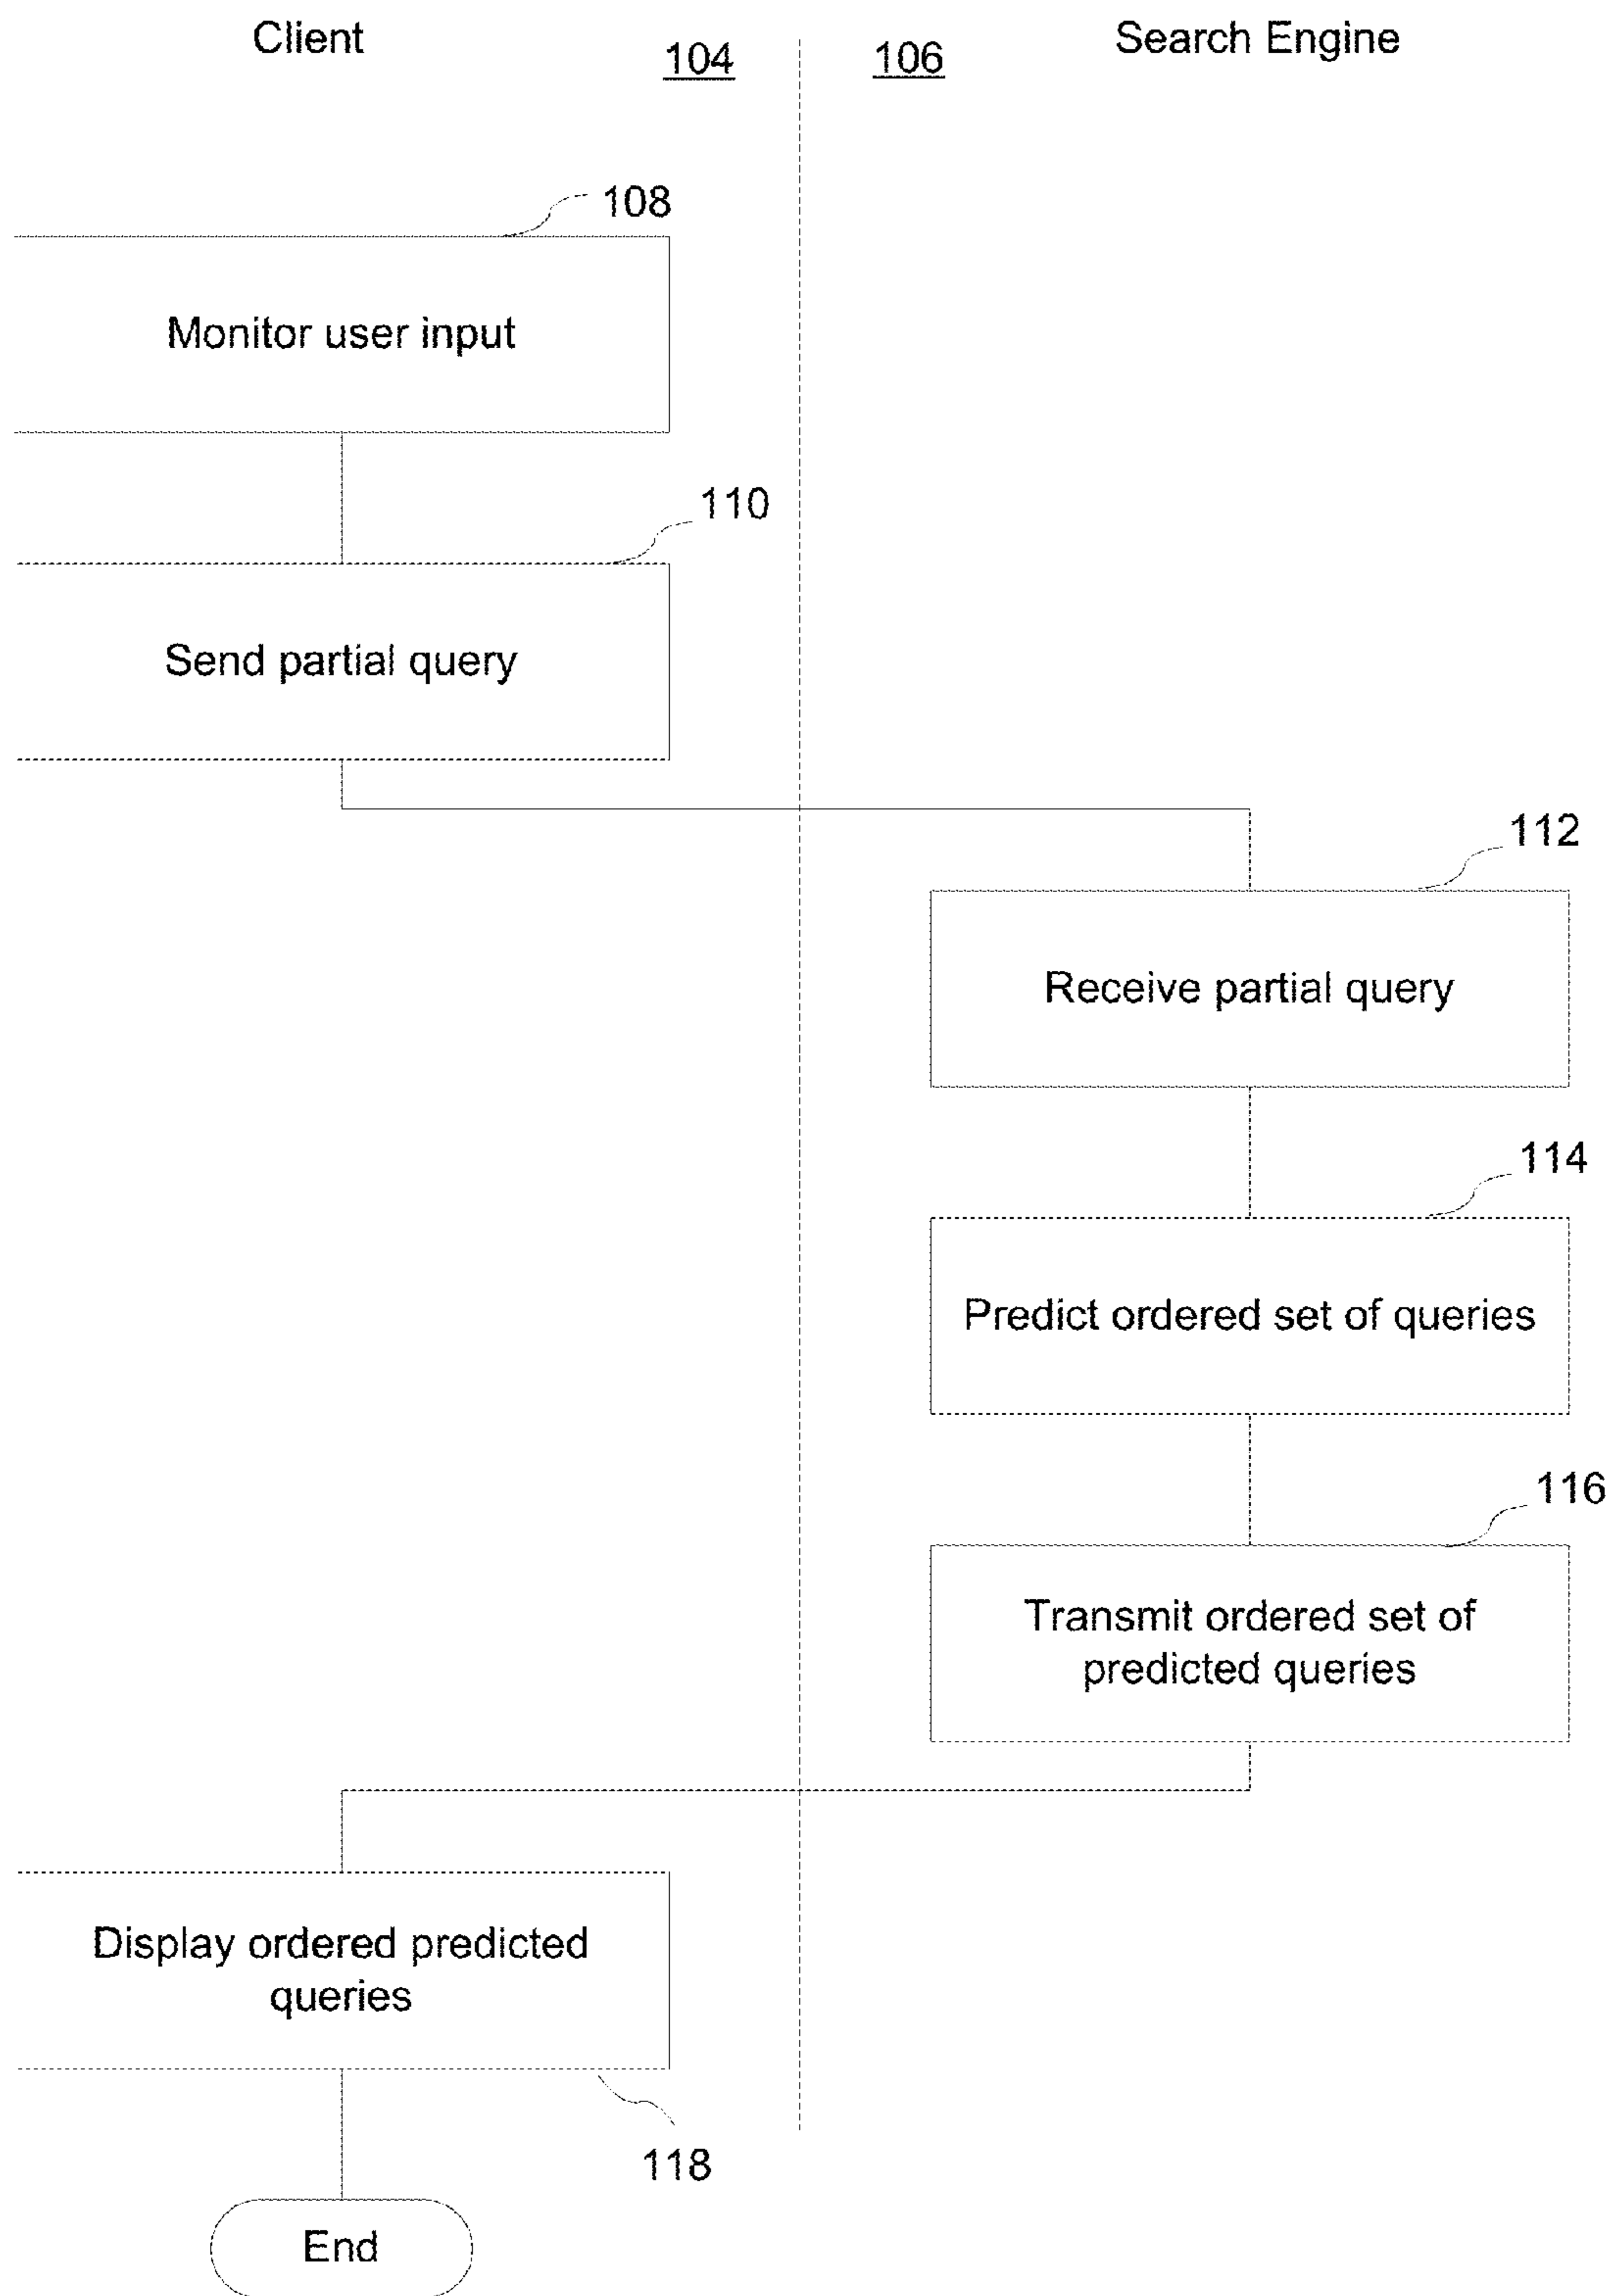 Client
104
106
Search Engine
108
Monitor user input
110
Send partial query
112
Receive partial query
114
Predict ordered set of queries
116
Transmit ordered set of
predicted queries
Display ordered predicted
queries
118
End